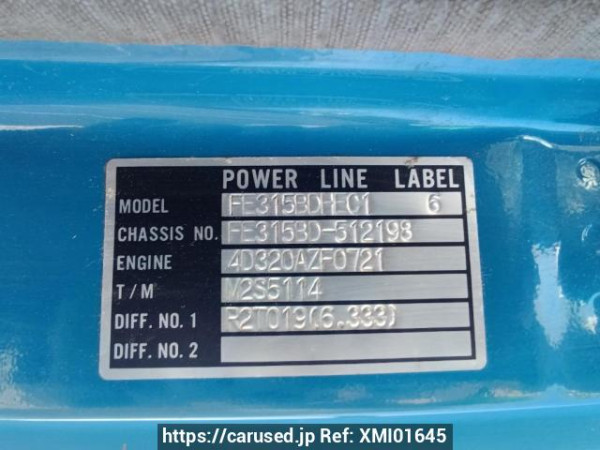 POWER LINE LABEL
MODEL FE315BDHE01 6
CHASSIS NO. FE315BD-512198
ENGINE 4D320AZF0721
T/M M2S5114
DIFF. NO. 1 R2T019(6.333)
DIFF. NO. 2
https://carused.jp Ref: XMI01645